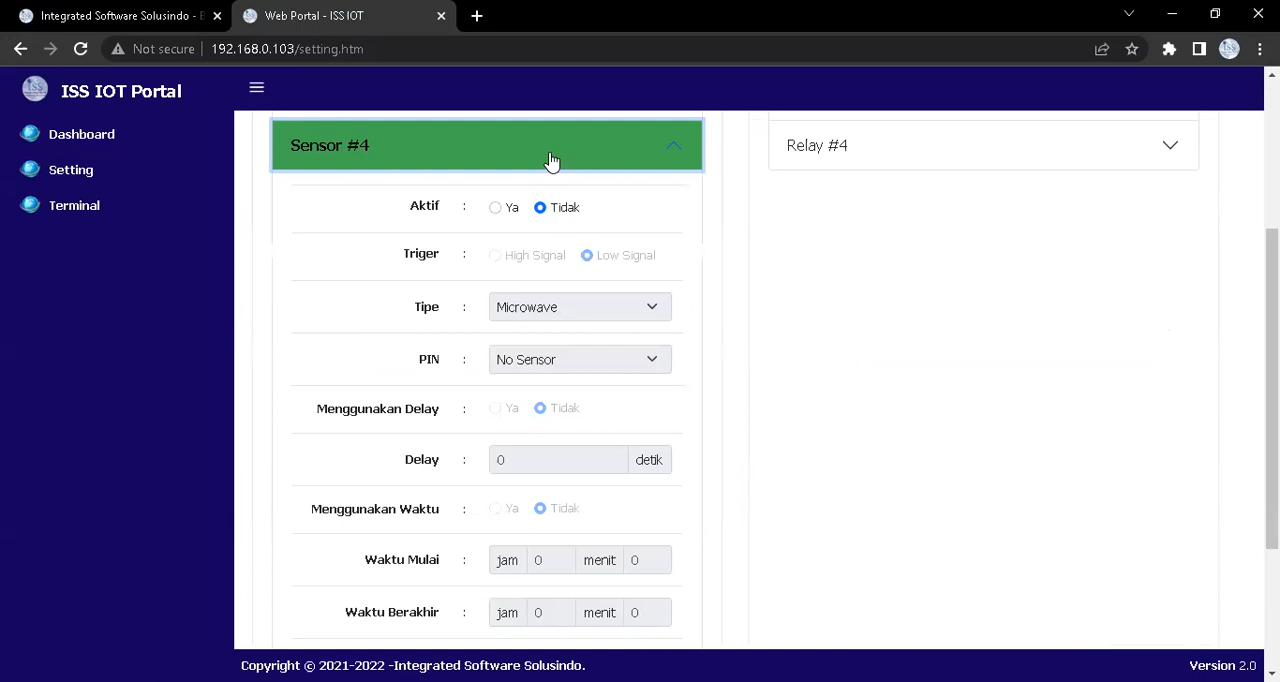 Integrated Software Solusindo - B
Web Portal - ISS IOT
Not secure
192.168.0.103/setting.htm
ISS IOT Portal
Dashboard
Setting
Terminal
Sensor #4
Aktif : Ya Tidak
Triger : High Signal Low Signal
Tipe : Microwave
PIN : No Sensor
Menggunakan Delay : Ya Tidak
Delay : 0 detik
Menggunakan Waktu : Ya Tidak
Waktu Mulai : jam 0 menit 0
Waktu Berakhir : jam 0 menit 0
Relay #4
Copyright © 2021-2022 -Integrated Software Solusindo.
Version 2.0